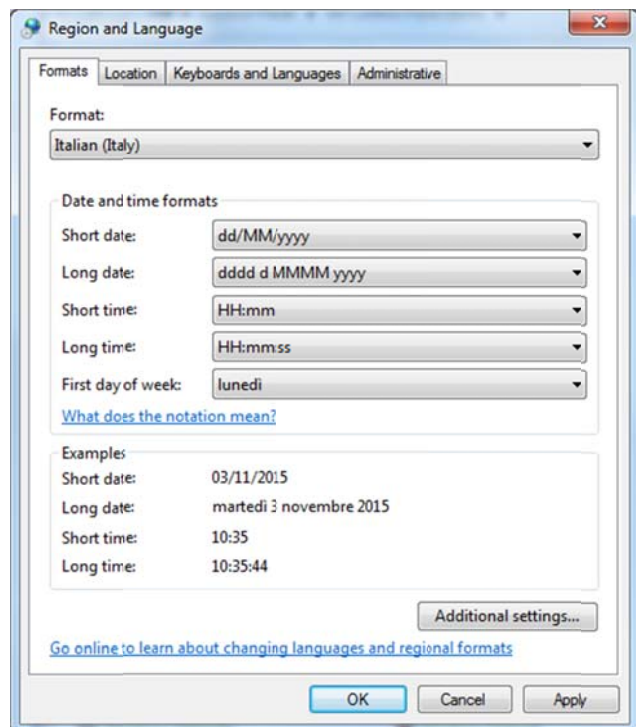 Region and Language
Formats Location Keyboards and Languages Administrative
Format:
Italian (Italy)
Date and time formats
Short date: dd/MM/yyyy
Long date: dddd d MMMM yyyy
Short time: HH:mm
Long time: HH:mm:ss
First day of week: lunedì
What does the notation mean?
Examples
Short date: 03/11/2015
Long date: martedì 3 novembre 2015
Short time: 10:35
Long time: 10:35:44
Additional settings...
Go online to learn about changing languages and regional formats
OK Cancel Apply